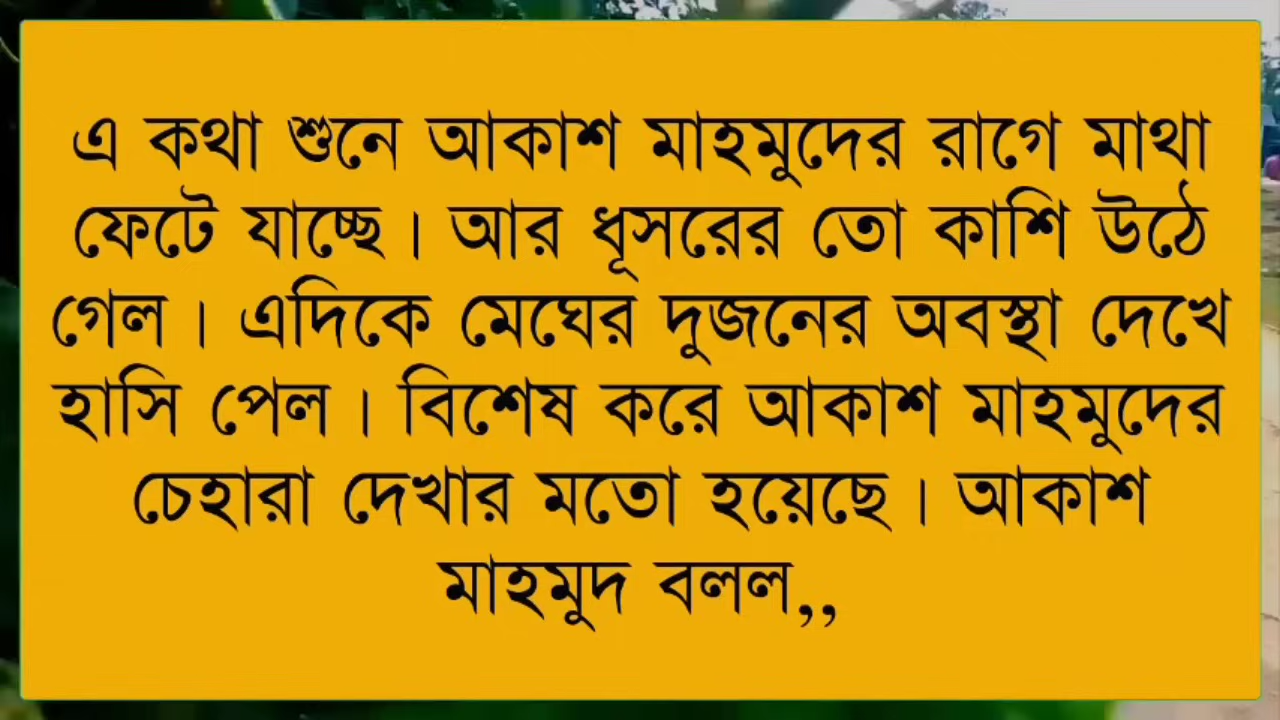 এ কথা শুনে আকাশ মাহমুদের রাগে মাথা
ফেটে যাচ্ছে। আর ধূসরের তো কাশি উঠে
গেল। এদিকে মেঘের দুজনের অবস্থা দেখে
হাসি পেল। বিশেষ করে আকাশ মাহমুদের
চেহারা দেখার মতো হয়েছে। আকাশ
মাহমুদ বলল,,